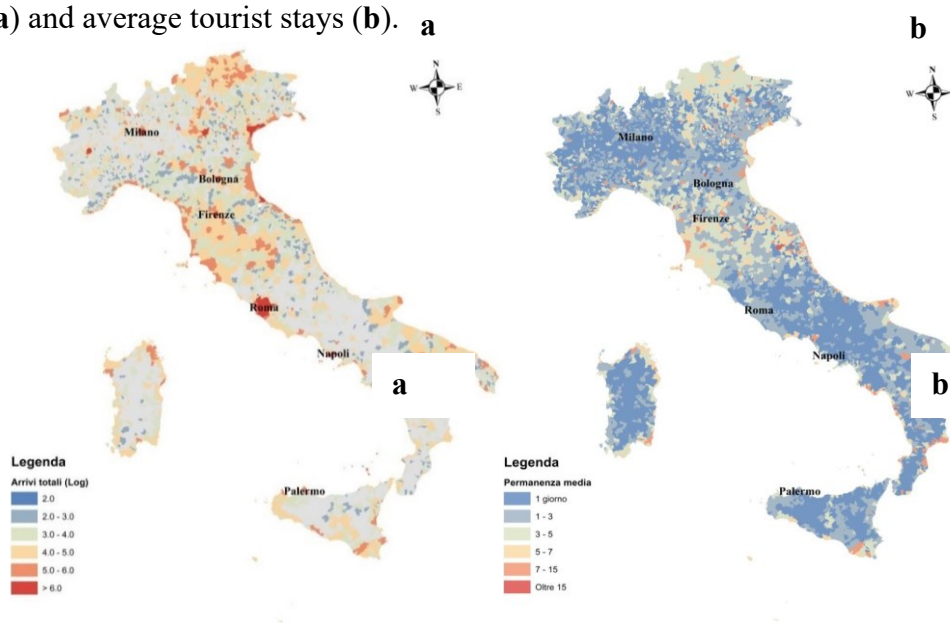 a) and average tourist stays (b).
a
b
N
W E
S
N
W
S
Milano
Bologna
Firenze
Roma
Napoli
Palermo
a
Legenda
Arrivi totali (Log)
2.0
2.0 - 3.0
3.0 - 4.0
4.0 - 5.0
5.0 - 6.0
> 6.0
Milano
Bologna
Firenze
Roma
Napoli
Palermo
b
Legenda
Permanenza media
1 giorno
1 - 3
3 - 5
5 - 7
7 - 15
Oltre 15